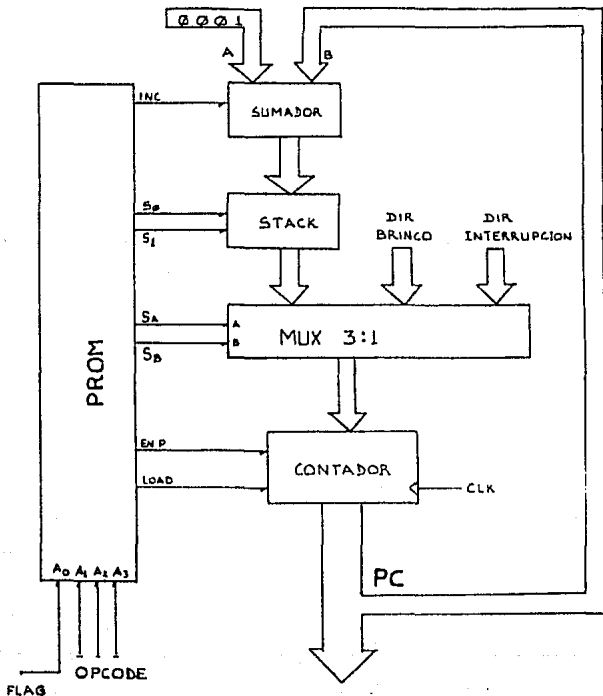 0001
A
B
INC
SUMADOR
S0
S1
STACK
DIR
BRINCO
DIR
INTERRUPCION
SA
SB
A
B
MUX 3:1
PROM
EN P
LOAD
CONTADOR
CLK
PC
A0 A1 A2 A3
OPCODE
FLAG